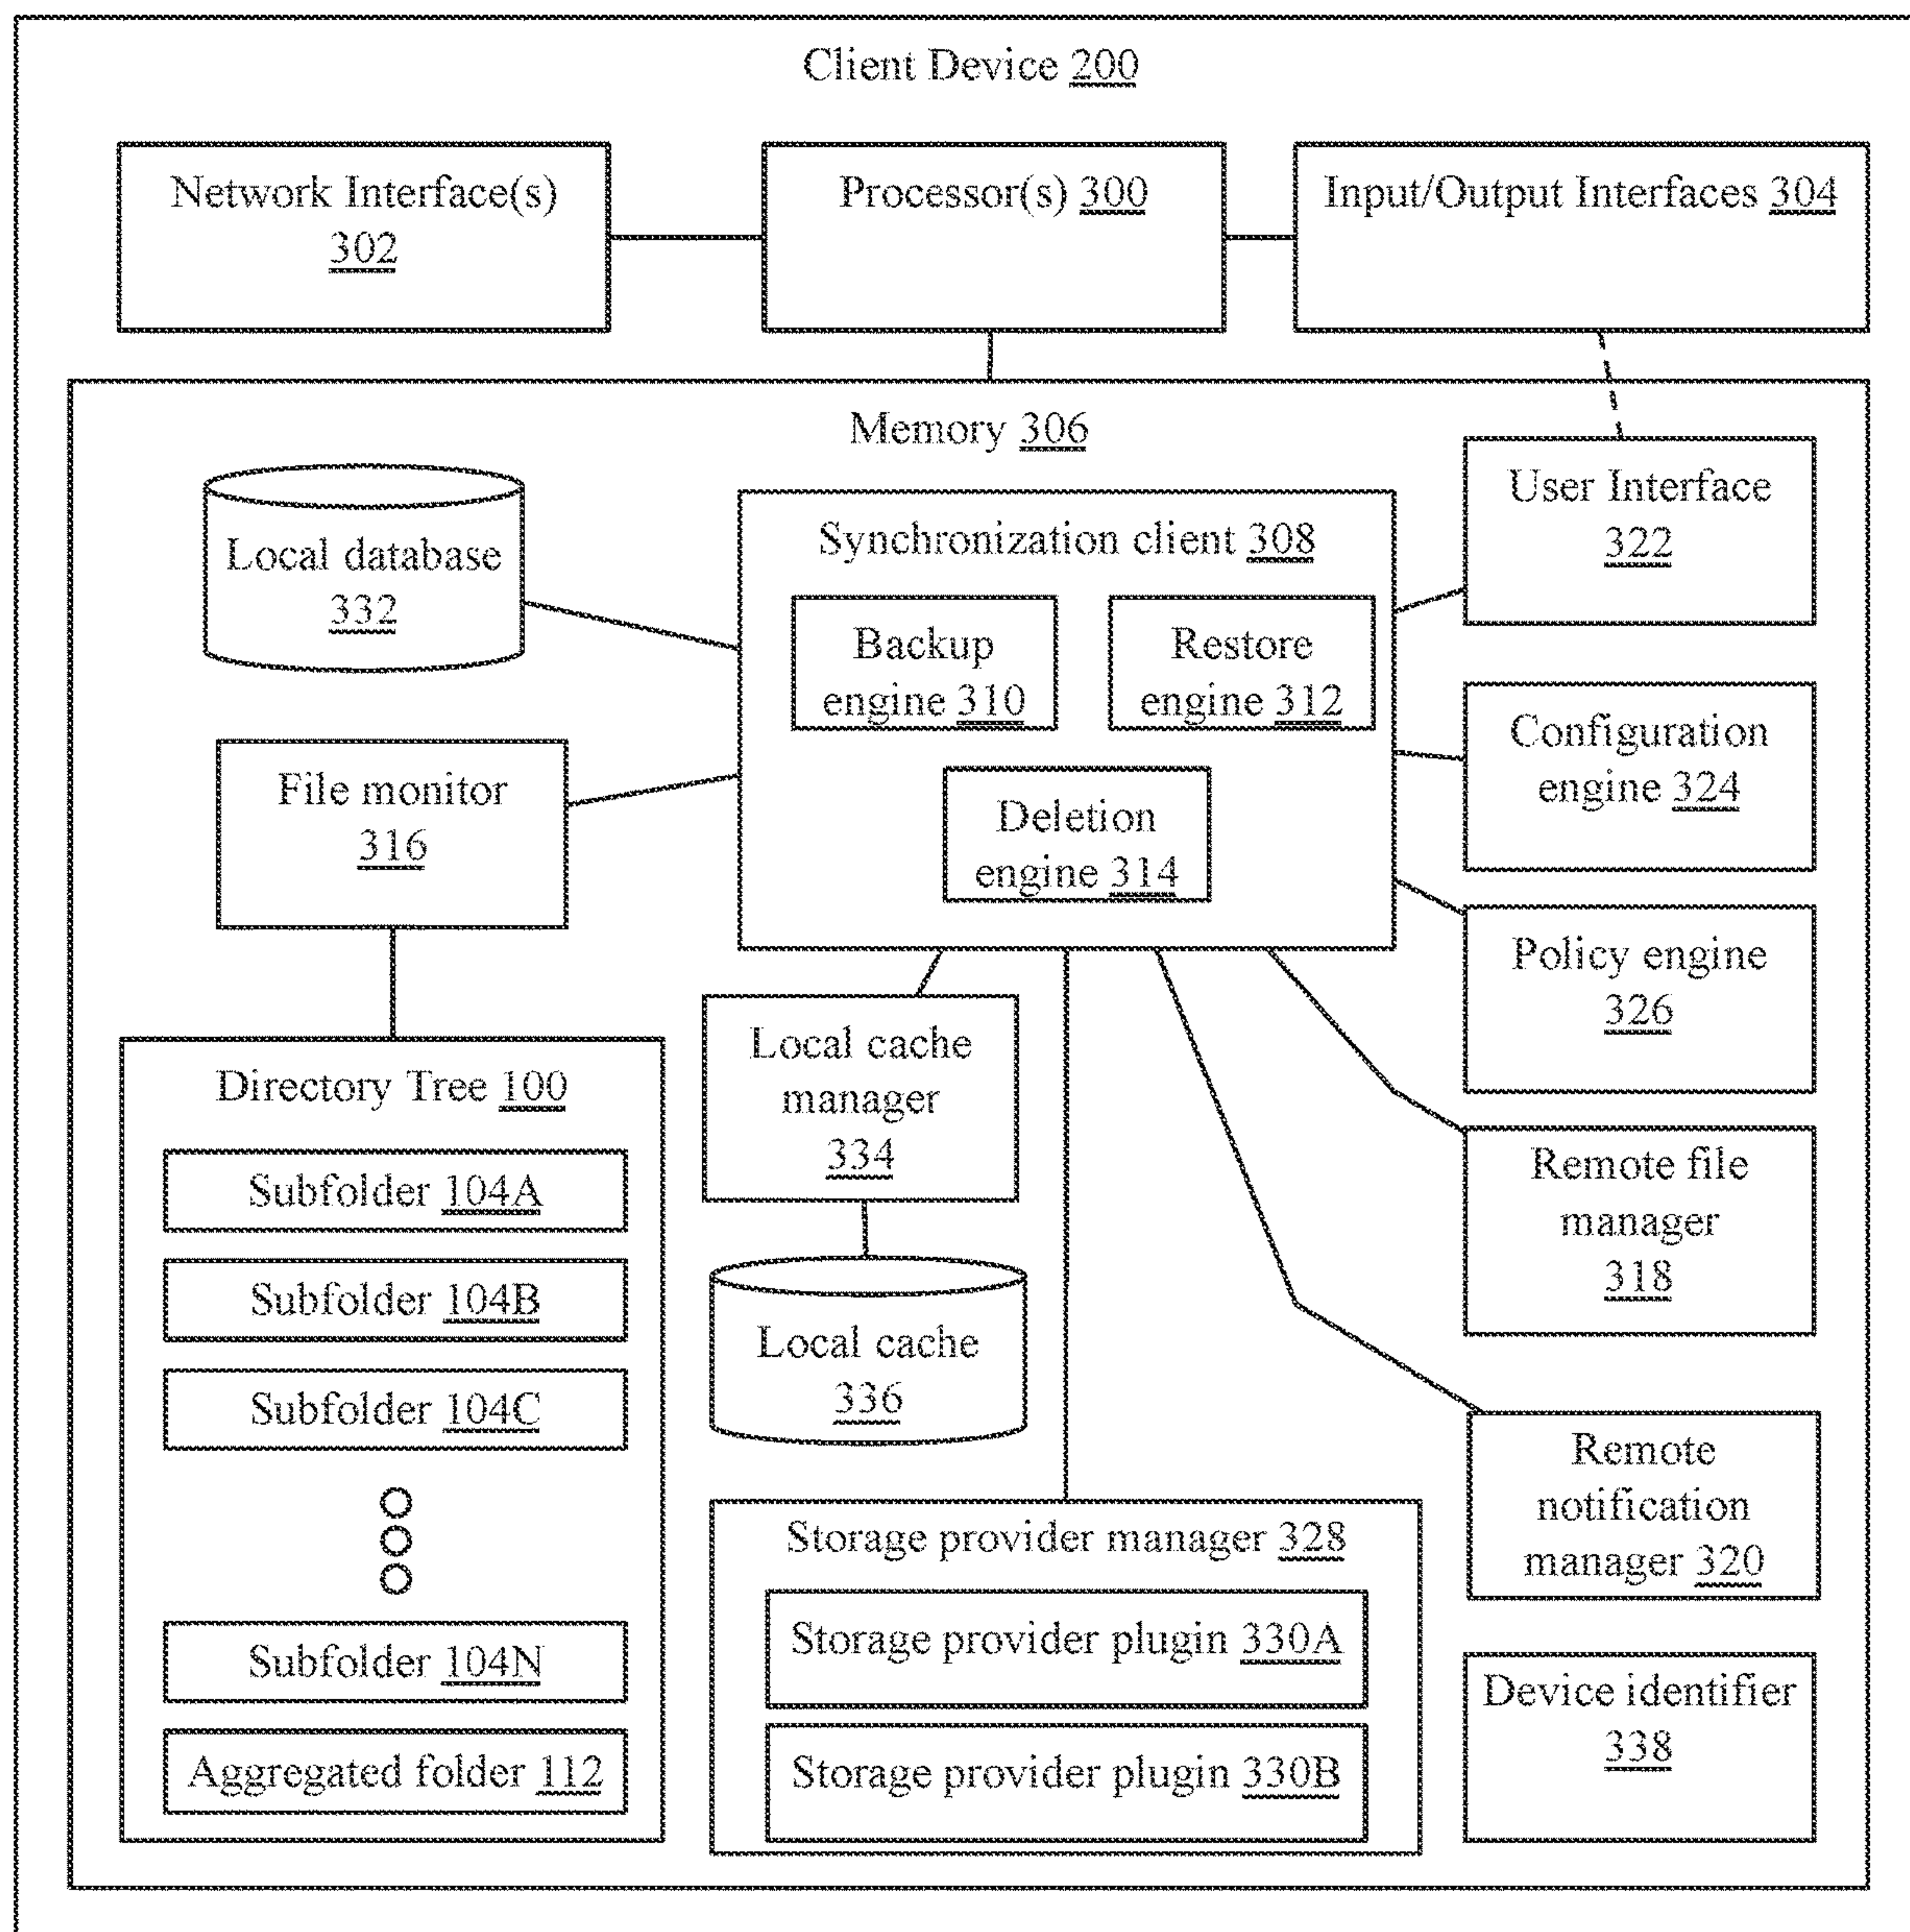 Client Device 200
Network Interface(s)
302
Processor(s) 300
Input/Output Interfaces 304
Memory 306
Local database
332
Synchronization client 308
Backup
engine 310
Restore
engine 312
Deletion
engine 314
User Interface
322
Configuration
engine 324
Policy engine
326
File monitor
316
Directory Tree 100
Subfolder 104A
Subfolder 104B
Subfolder 104C
Subfolder 104N
Aggregated folder 112
Local cache
manager
334
Local cache
336
Remote file
manager
318
Remote
notification
manager 320
Storage provider manager 328
Storage provider plugin 330A
Storage provider plugin 330B
Device identifier
338